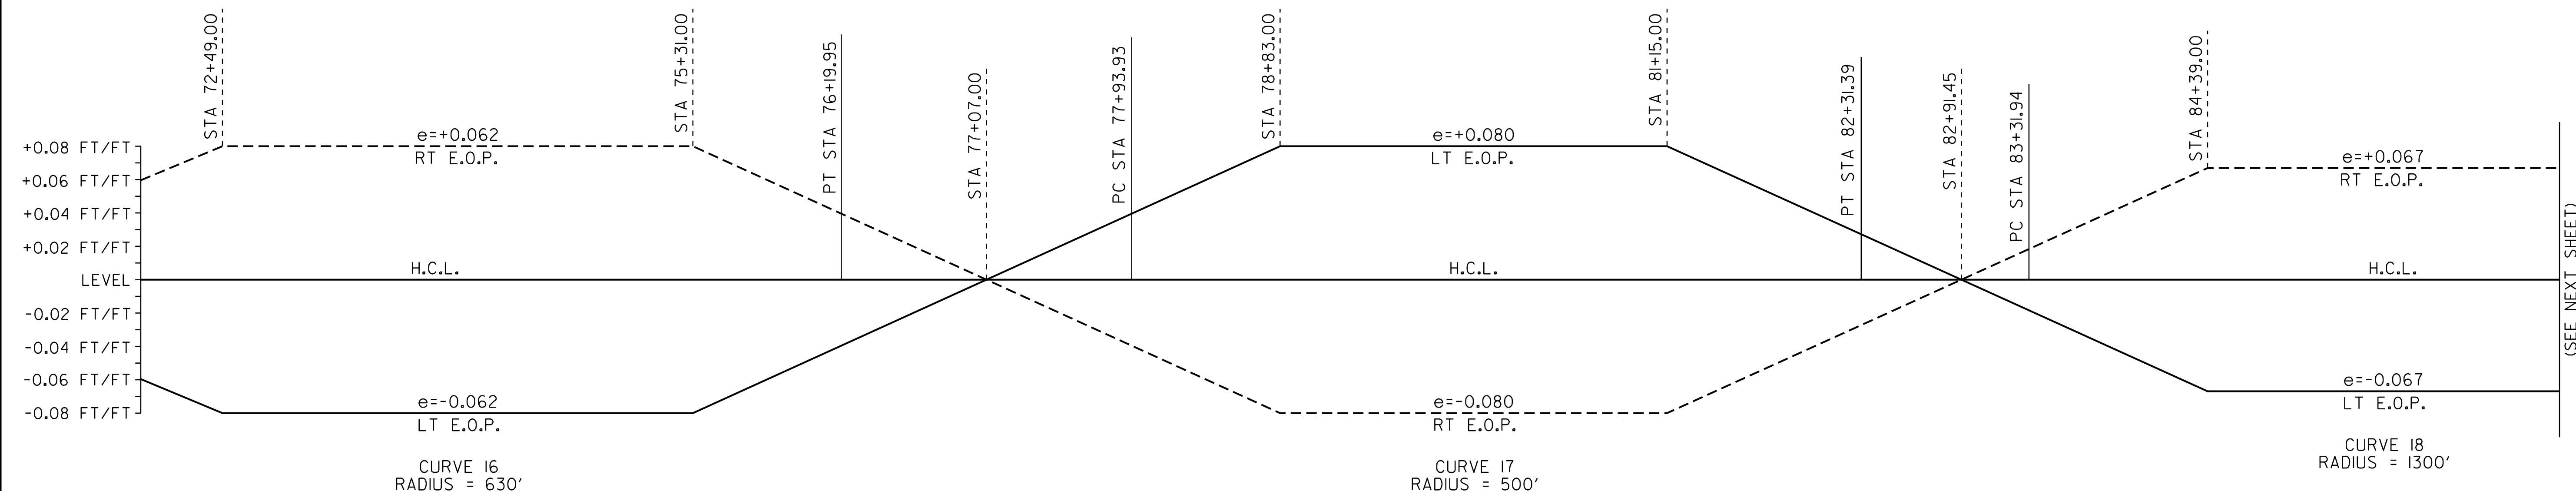 STA 72+49.00
STA 75+31.00
PT STA 76+19.95
STA 77+07.00
PC STA 77+93.93
STA 78+83.00
STA 81+15.00
PT STA 82+31.39
STA 82+91.45
PC STA 83+31.94
STA 84+39.00
+0.08 FT/FT
+0.06 FT/FT
+0.04 FT/FT
+0.02 FT/FT
LEVEL
-0.02 FT/FT
-0.04 FT/FT
-0.06 FT/FT
-0.08 FT/FT
e=+0.062
RT E.O.P.
H.C.L.
e=-0.062
LT E.O.P.
CURVE 16
RADIUS = 630'
e=+0.080
LT E.O.P.
H.C.L.
e=-0.080
RT E.O.P.
CURVE 17
RADIUS = 500'
e=+0.067
RT E.O.P.
H.C.L.
e=-0.067
LT E.O.P.
CURVE 18
RADIUS = 1300'
(SEE NEXT SHEET)